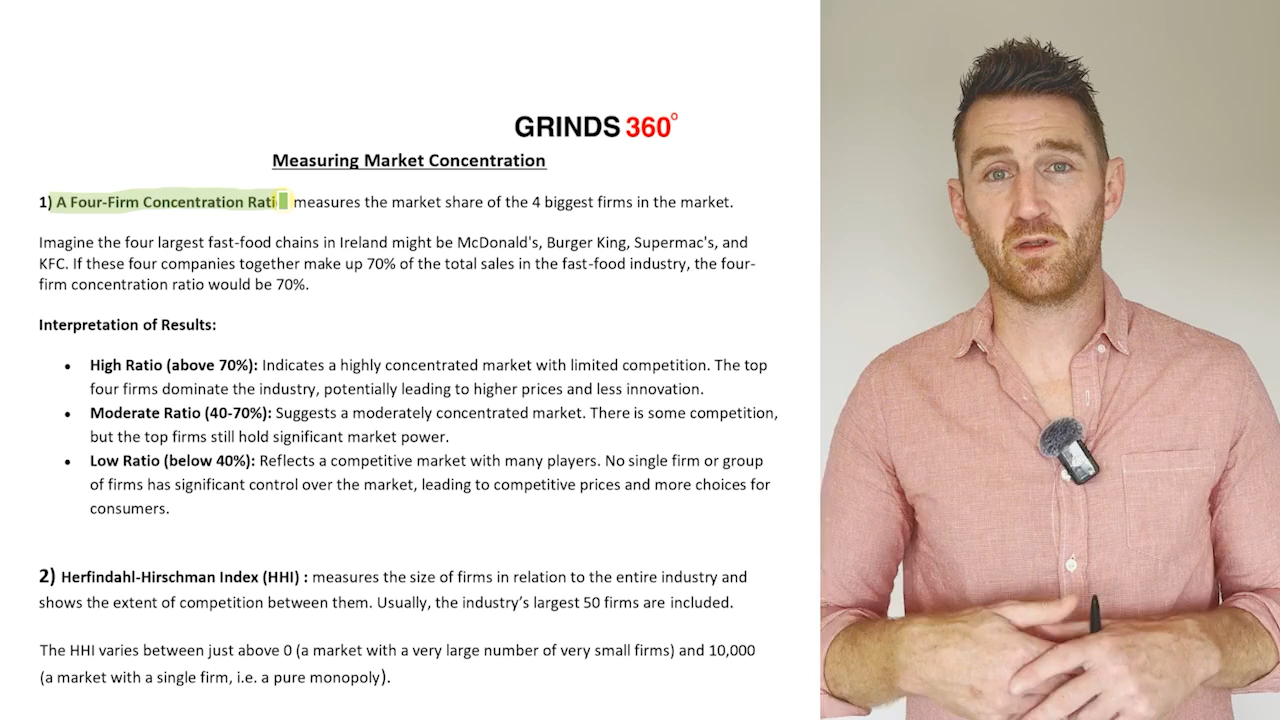 GRINDS 360°
Measuring Market Concentration
1) A Four-Firm Concentration Rati measures the market share of the 4 biggest firms in the market.
Imagine the four largest fast-food chains in Ireland might be McDonald's, Burger King, Supermac's, and
KFC. If these four companies together make up 70% of the total sales in the fast-food industry, the four-
firm concentration ratio would be 70%.
Interpretation of Results:
• High Ratio (above 70%): Indicates a highly concentrated market with limited competition. The top
four firms dominate the industry, potentially leading to higher prices and less innovation.
• Moderate Ratio (40-70%): Suggests a moderately concentrated market. There is some competition,
but the top firms still hold significant market power.
• Low Ratio (below 40%): Reflects a competitive market with many players. No single firm or group
of firms has significant control over the market, leading to competitive prices and more choices for
consumers.
2) Herfindahl-Hirschman Index (HHI) : measures the size of firms in relation to the entire industry and
shows the extent of competition between them. Usually, the industry’s largest 50 firms are included.
The HHI varies between just above 0 (a market with a very large number of very small firms) and 10,000
(a market with a single firm, i.e. a pure monopoly).